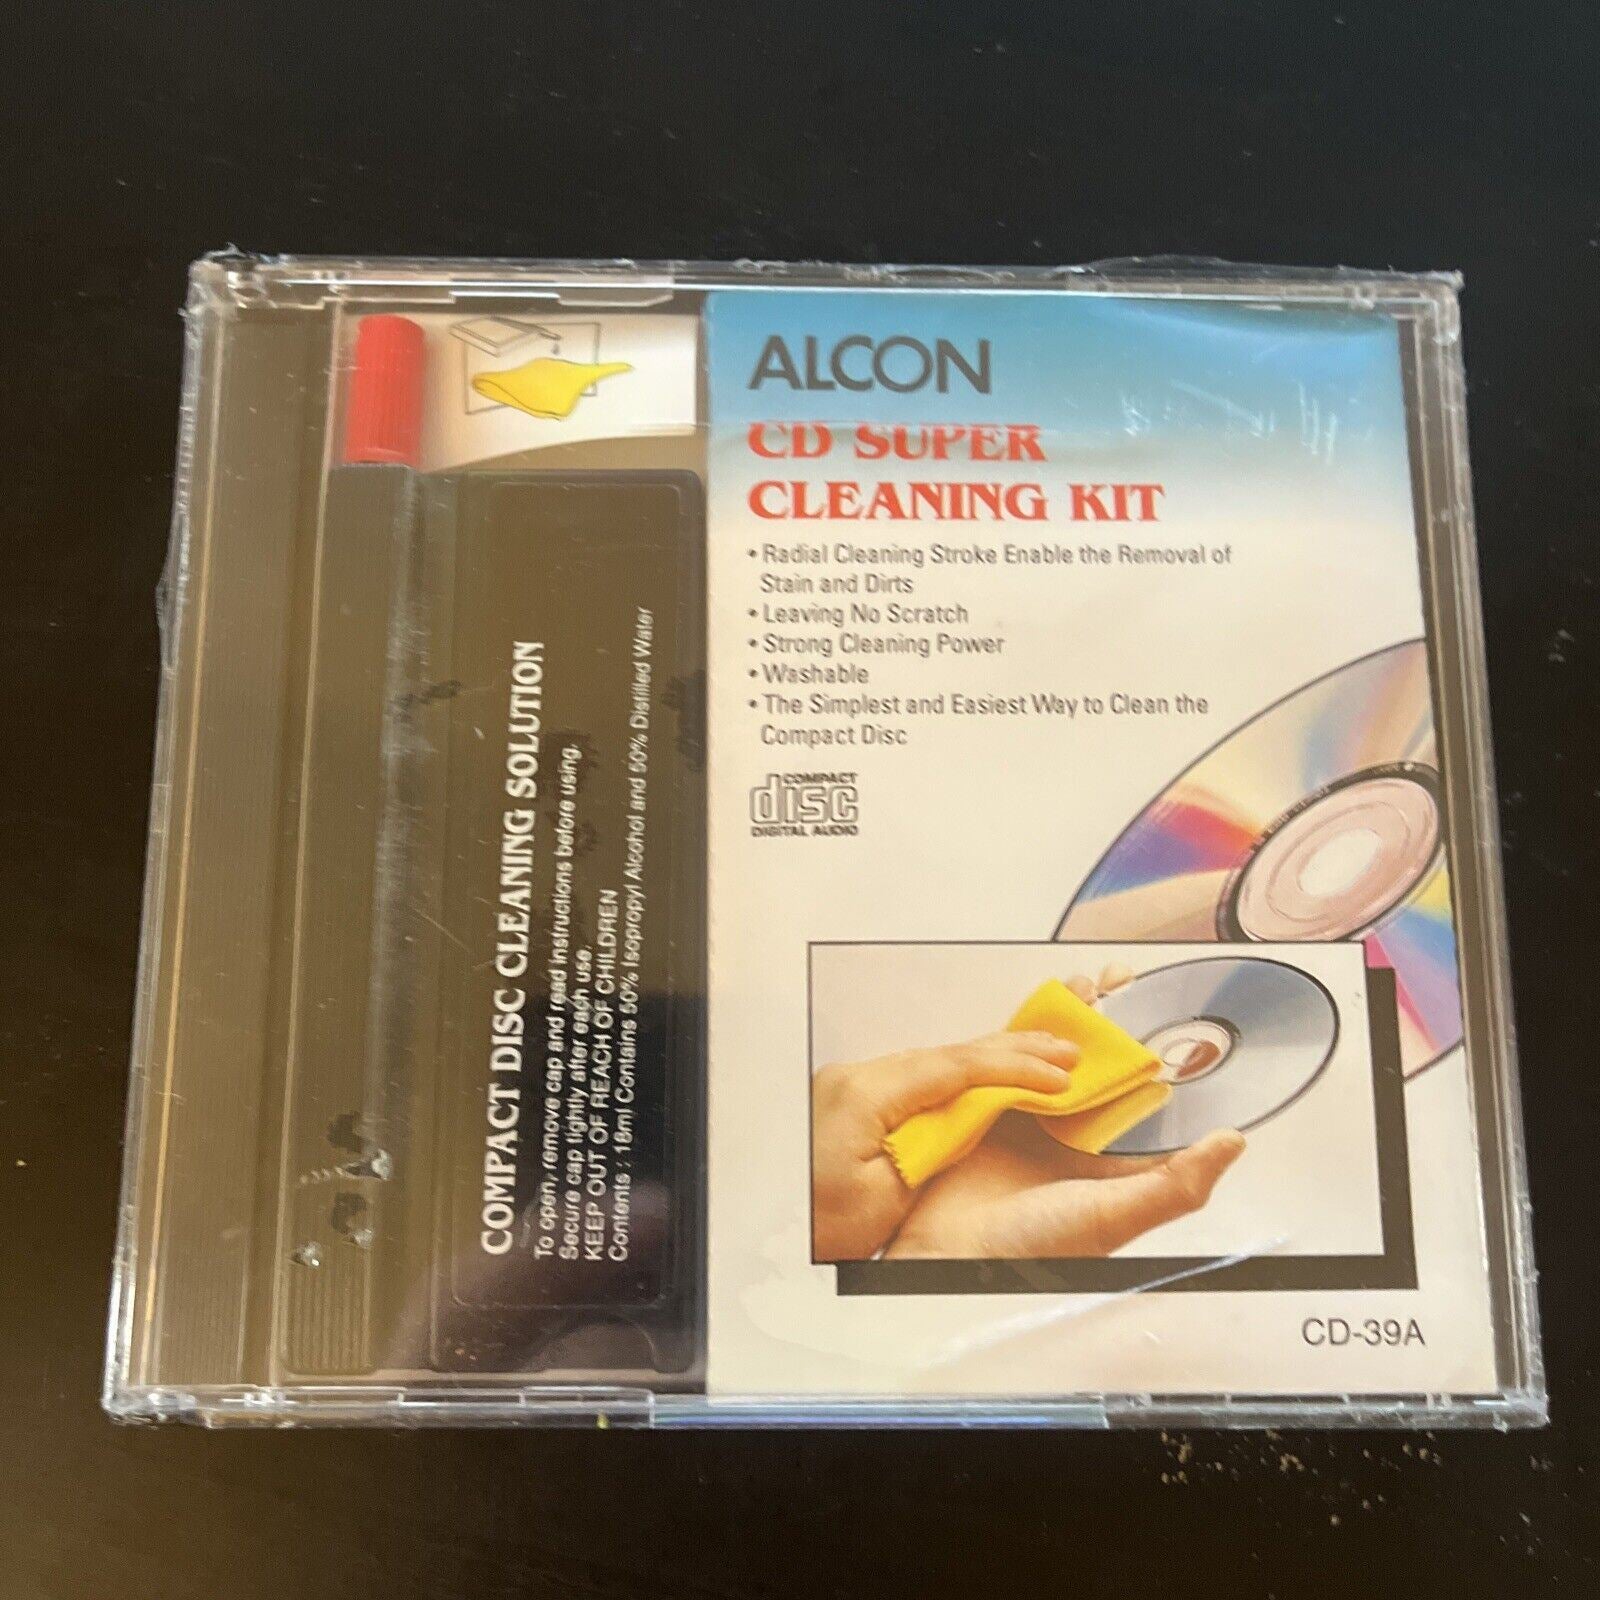 ALCON
CD SUPER
CLEANING KIT
• Radial Cleaning Stroke Enable the Removal of
Stain and Dirts
• Leaving No Scratch
• Strong Cleaning Power
• Washable
• The Simplest and Easiest Way to Clean the
Compact Disc
COMPACT
disc
DIGITAL AUDIO
CD-39A
COMPACT DISC CLEANING SOLUTION
To open, remove cap and read instructions before using.
Secure cap tightly after each use.
KEEP OUT OF REACH OF CHILDREN
Contents : 18ml Contains 50% Isopropyl Alcohol and 50% Distilled Water